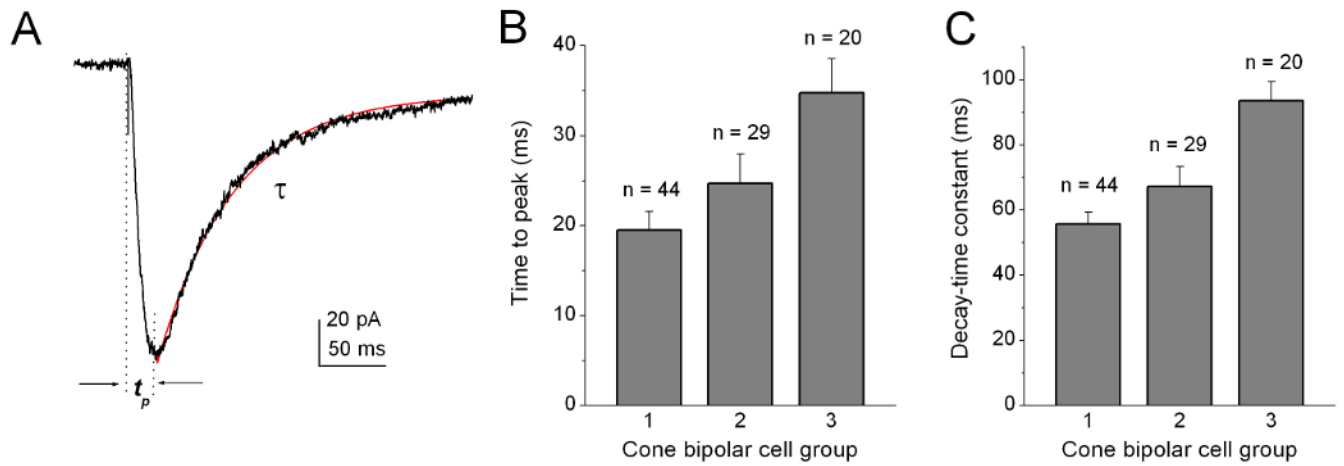 A
τ
20 pA
50 ms
tp
B
Time to peak (ms)
40
30
20
10
0
n = 44
n = 29
n = 20
1 2 3
Cone bipolar cell group
C
Decay-time constant (ms)
100
80
60
40
20
0
n = 44
n = 29
n = 20
1 2 3
Cone bipolar cell group